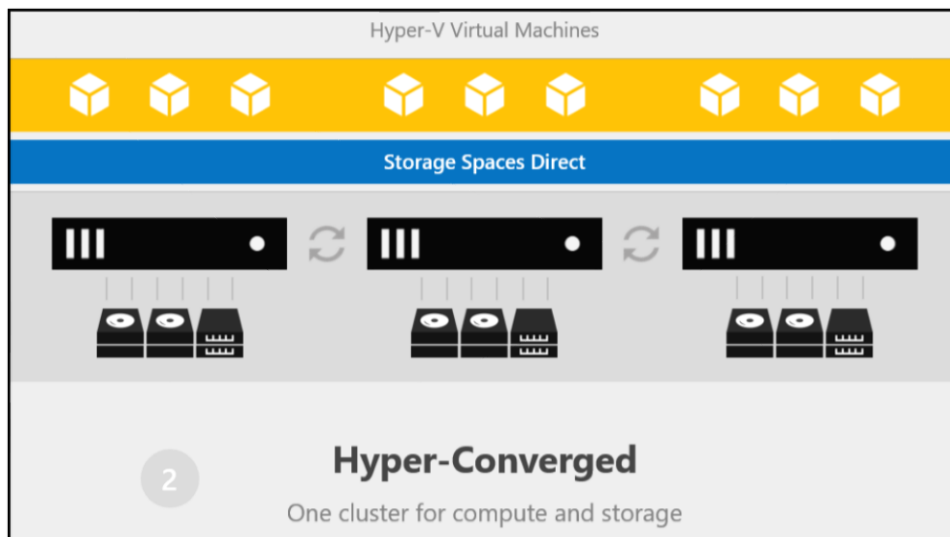 Hyper-V Virtual Machines
Storage Spaces Direct
2
Hyper-Converged
One cluster for compute and storage